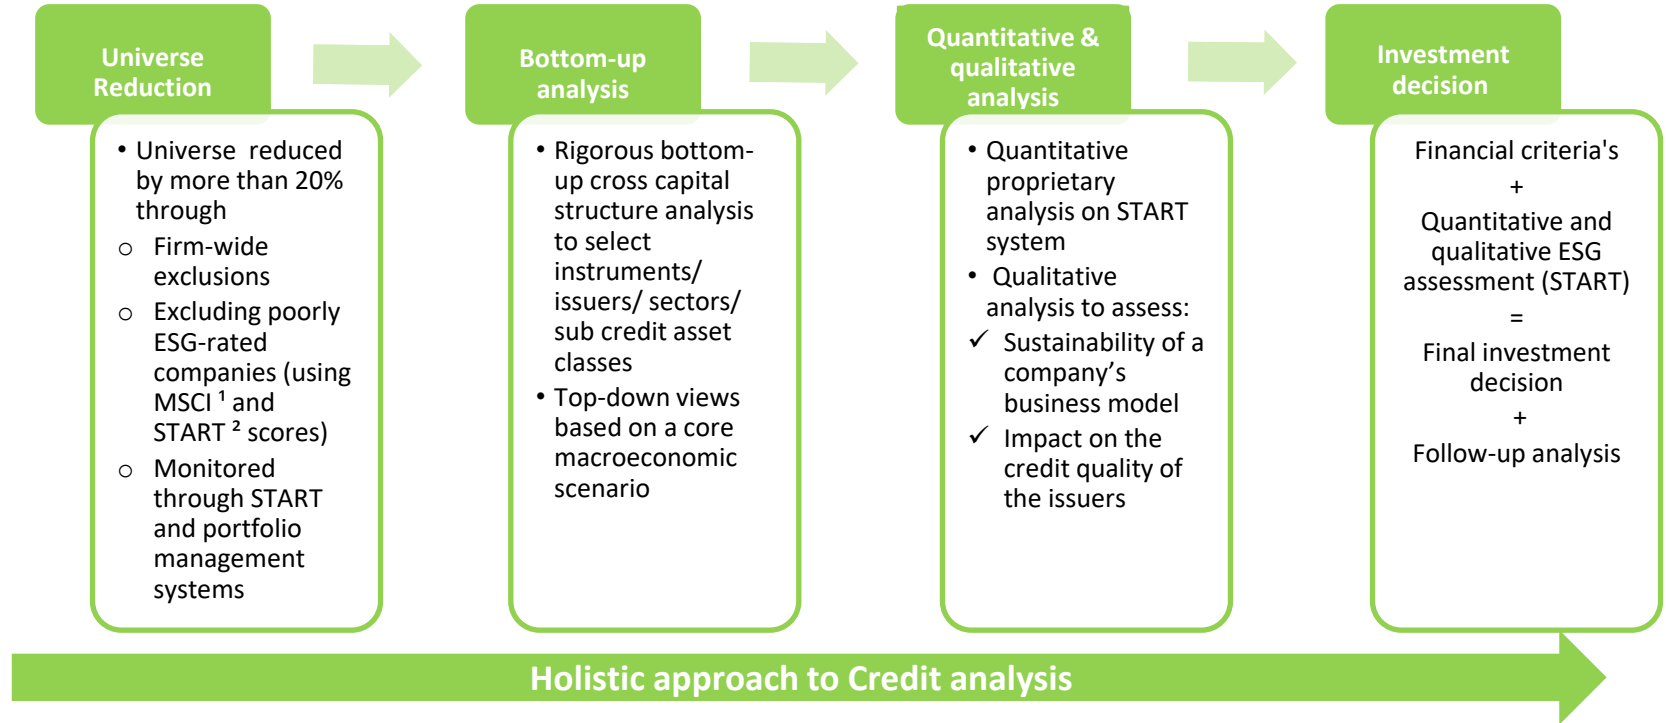 Universe
Reduction
• Universe reduced
by more than 20%
through
o Firm-wide
exclusions
o Excluding poorly
ESG-rated
companies (using
MSCI ¹ and
START ² scores)
o Monitored
through START
and portfolio
management
systems
Bottom-up
analysis
• Rigorous bottom-
up cross capital
structure analysis
to select
instruments/
issuers/ sectors/
sub credit asset
classes
• Top-down views
based on a core
macroeconomic
scenario
Quantitative &
qualitative
analysis
• Quantitative
proprietary
analysis on START
system
• Qualitative
analysis to assess:
✓ Sustainability of a
company’s
business model
✓ Impact on the
credit quality of
the issuers
Investment
decision
Financial criteria's
+
Quantitative and
qualitative ESG
assessment (START)
=
Final investment
decision
+
Follow-up analysis
Holistic approach to Credit analysis